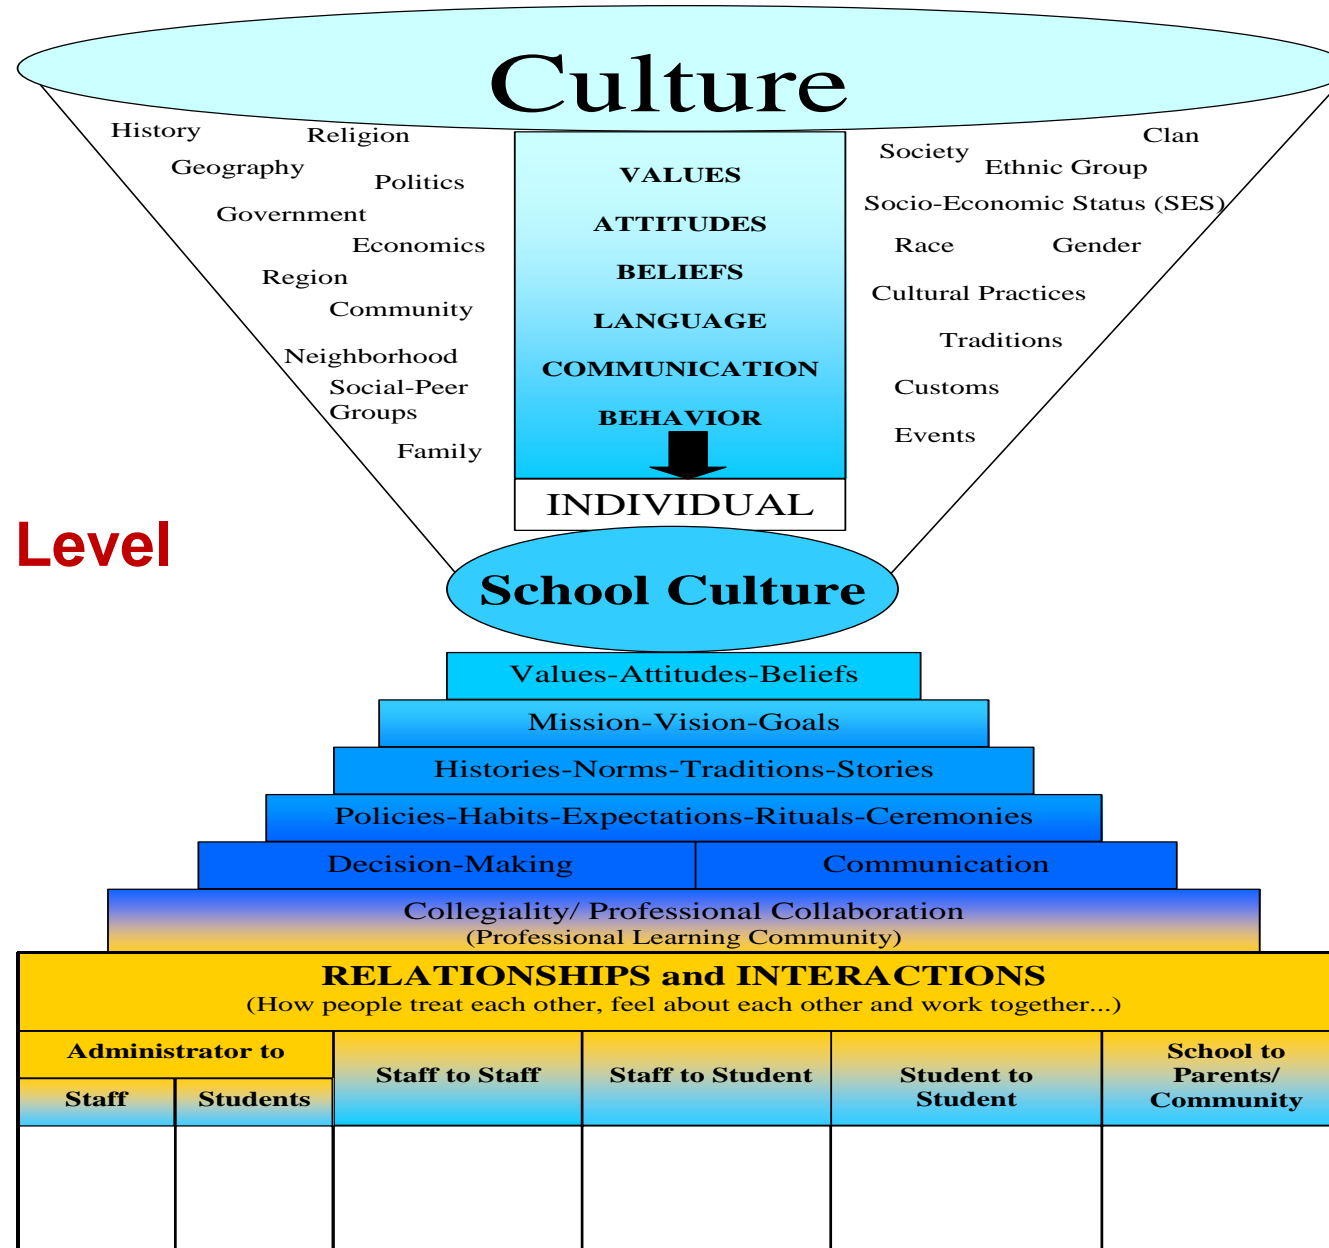 Culture
History
Religion
Geography
Politics
Government
Economics
Region
Community
Neighborhood
Social-Peer
Groups
Family
VALUES
ATTITUDES
BELIEFS
LANGUAGE
COMMUNICATION
BEHAVIOR
INDIVIDUAL
Society
Clan
Ethnic Group
Socio-Economic Status (SES)
Race
Gender
Cultural Practices
Traditions
Customs
Events
Level
School Culture
Values-Attitudes-Beliefs
Mission-Vision-Goals
Histories-Norms-Traditions-Stories
Policies-Habits-Expectations-Rituals-Ceremonies
Decision-Making
Communication
Collegiality/ Professional Collaboration
(Professional Learning Community)
RELATIONSHIPS and INTERACTIONS
(How people treat each other, feel about each other and work together...)
Administrator to
Staff
Students
Staff to Staff
Staff to Student
Student to
Student
School to
Parents/
Community